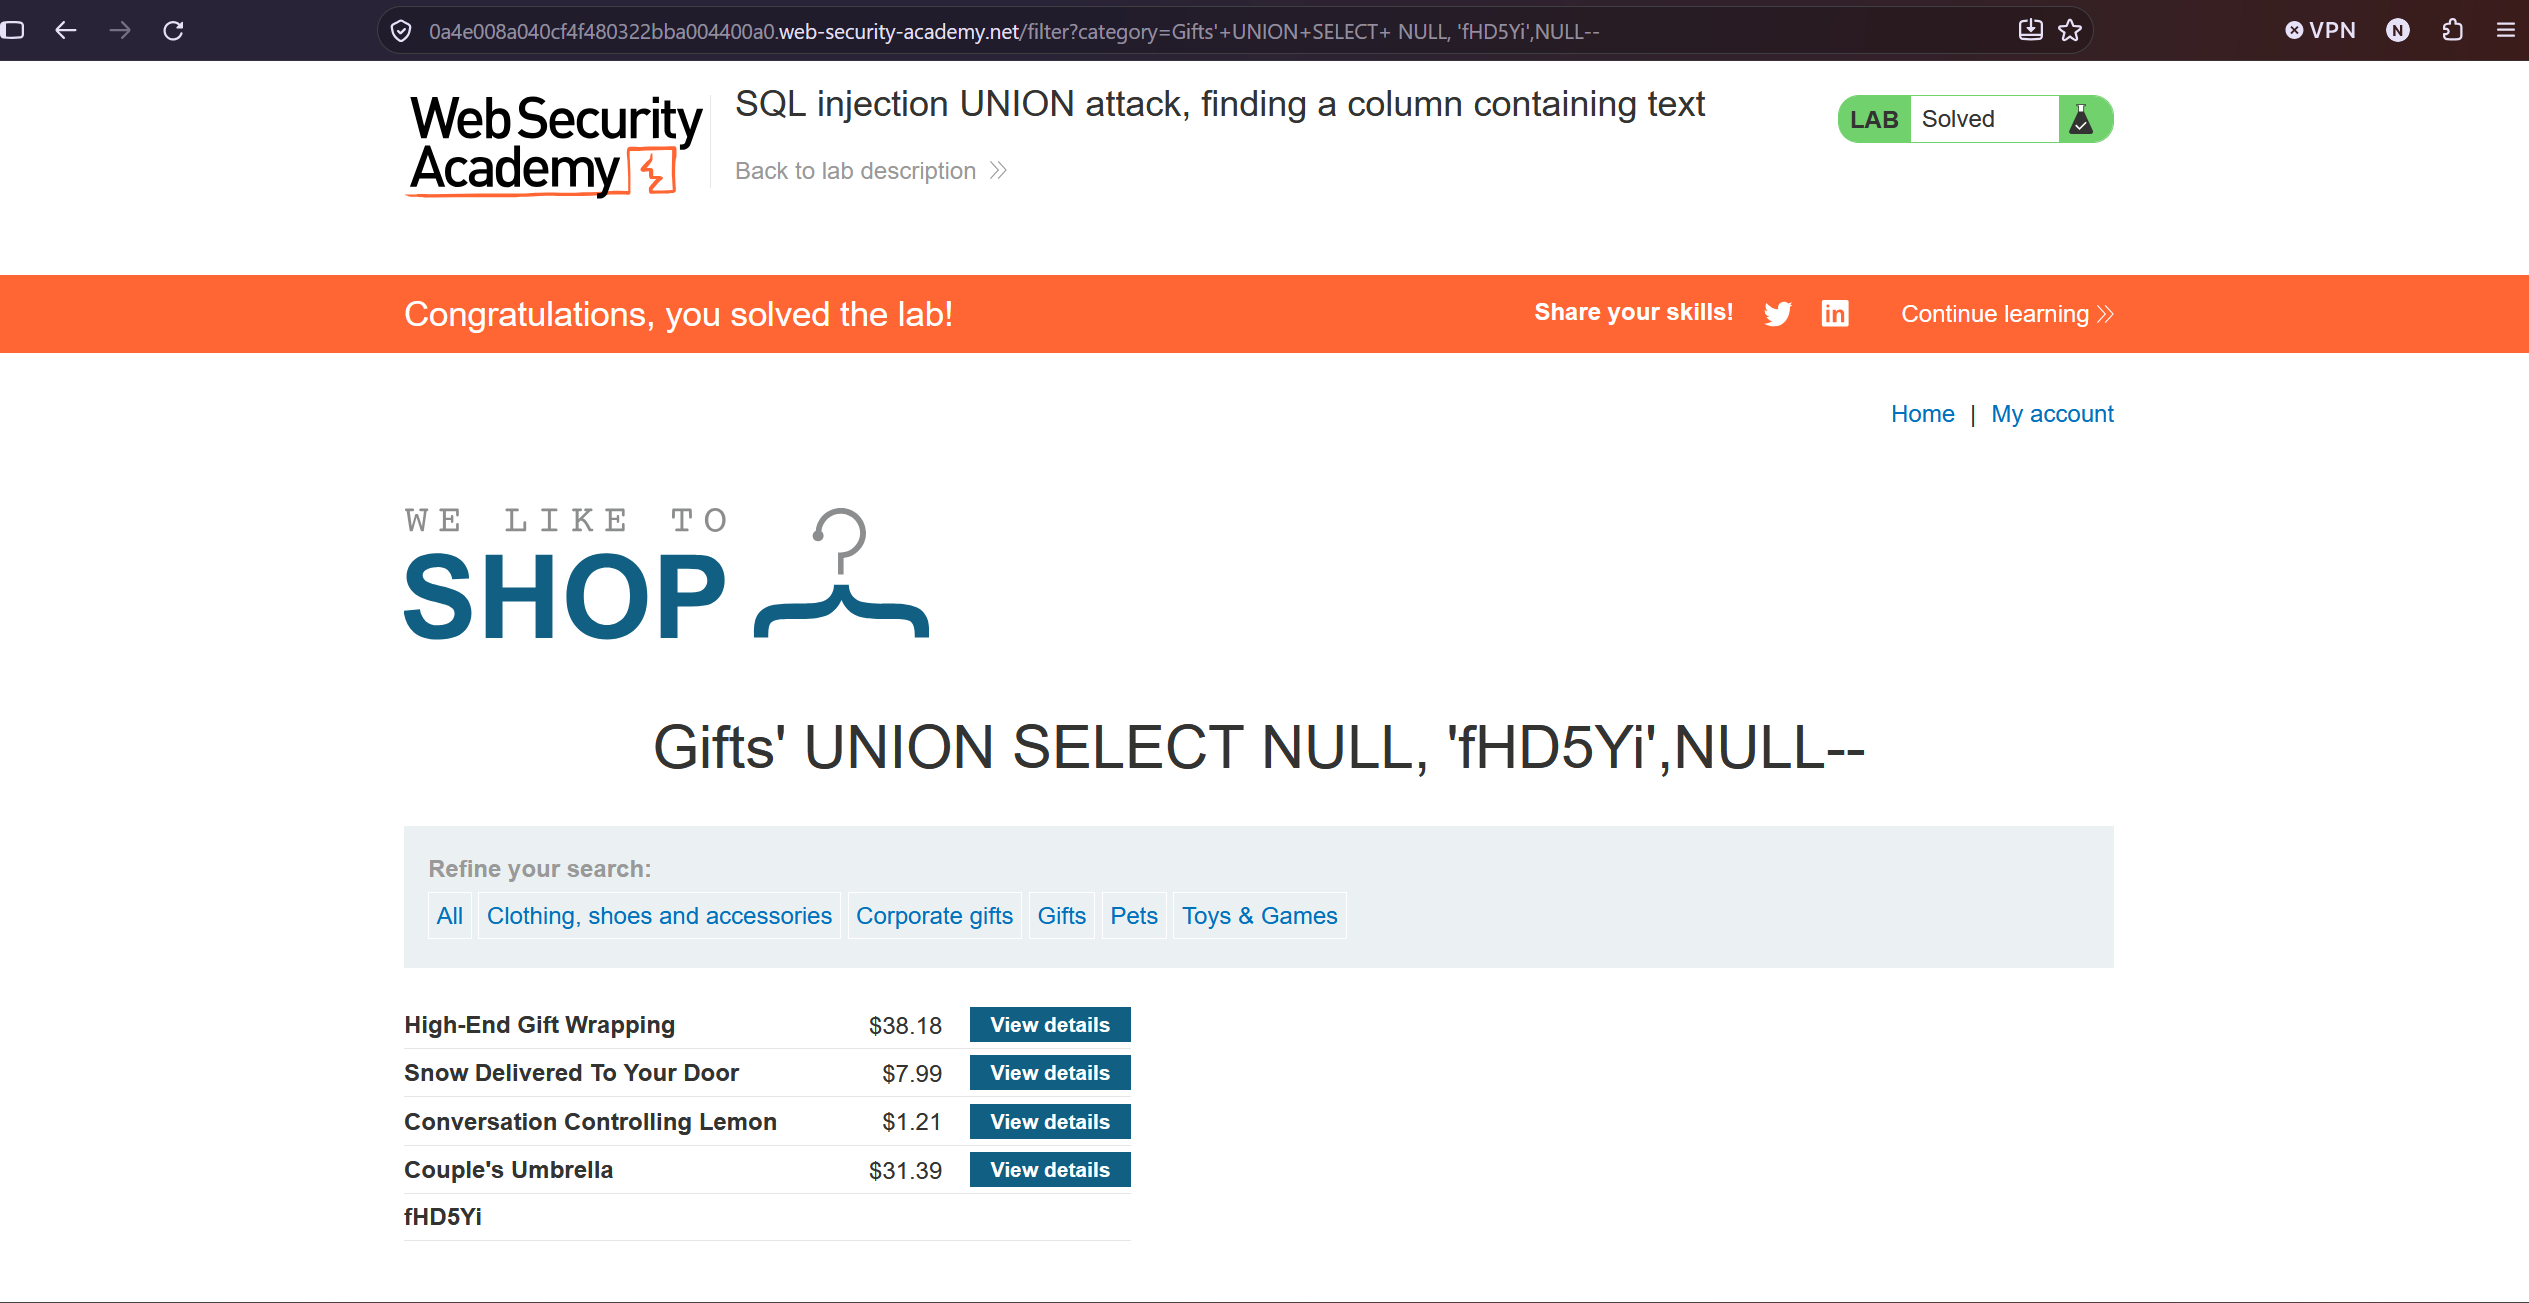 0a4e008a040cf4f480322bba004400a0.web-security-academy.net/filter?category=Gifts'+UNION+SELECT+ NULL, 'fHD5Yi',NULL--
VPN
N
Web Security
Academy
SQL injection UNION attack, finding a column containing text
Back to lab description
LAB Solved
Congratulations, you solved the lab!
Share your skills!
in
Continue learning
Home | My account
WE LIKE TO
SHOP
Gifts' UNION SELECT NULL, 'fHD5Yi',NULL--
Refine your search:
All Clothing, shoes and accessories Corporate gifts Gifts Pets Toys & Games
High-End Gift Wrapping $38.18 View details
Snow Delivered To Your Door $7.99 View details
Conversation Controlling Lemon $1.21 View details
Couple's Umbrella $31.39 View details
fHD5Yi